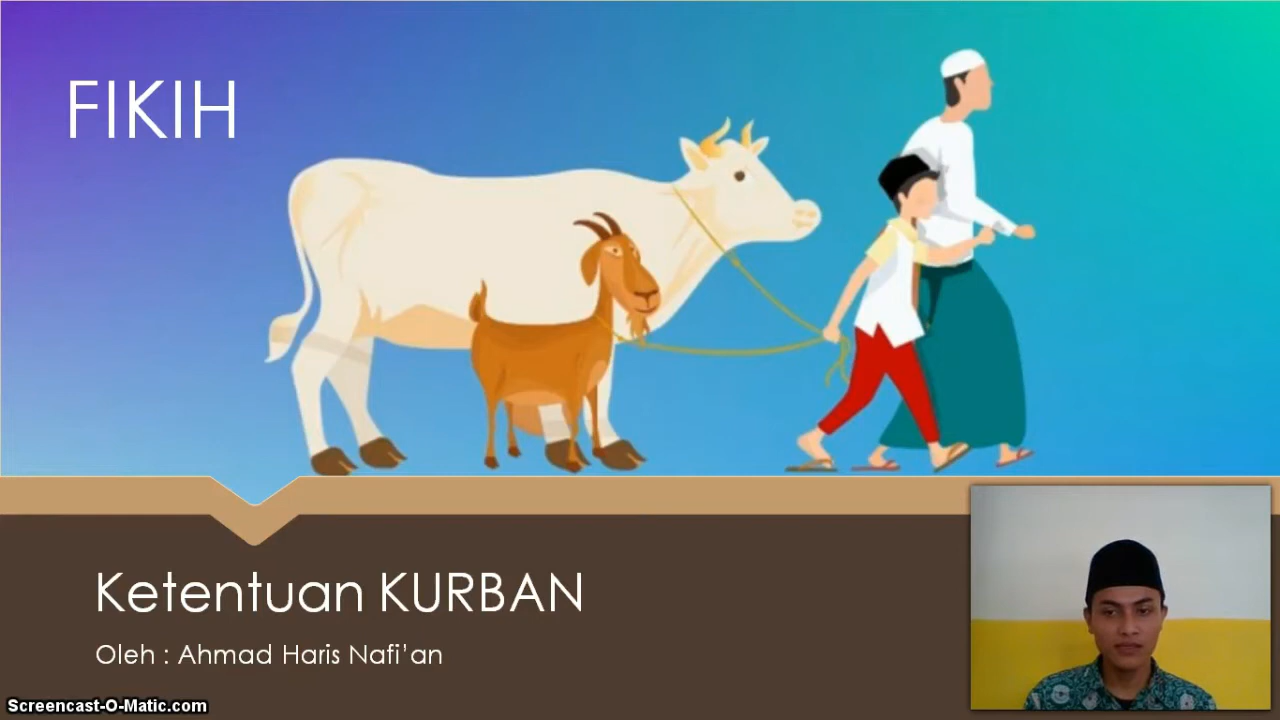 FIKIH
Ketentuan KURBAN
Oleh : Ahmad Haris Nafi’an
Screencast-O-Matic.com